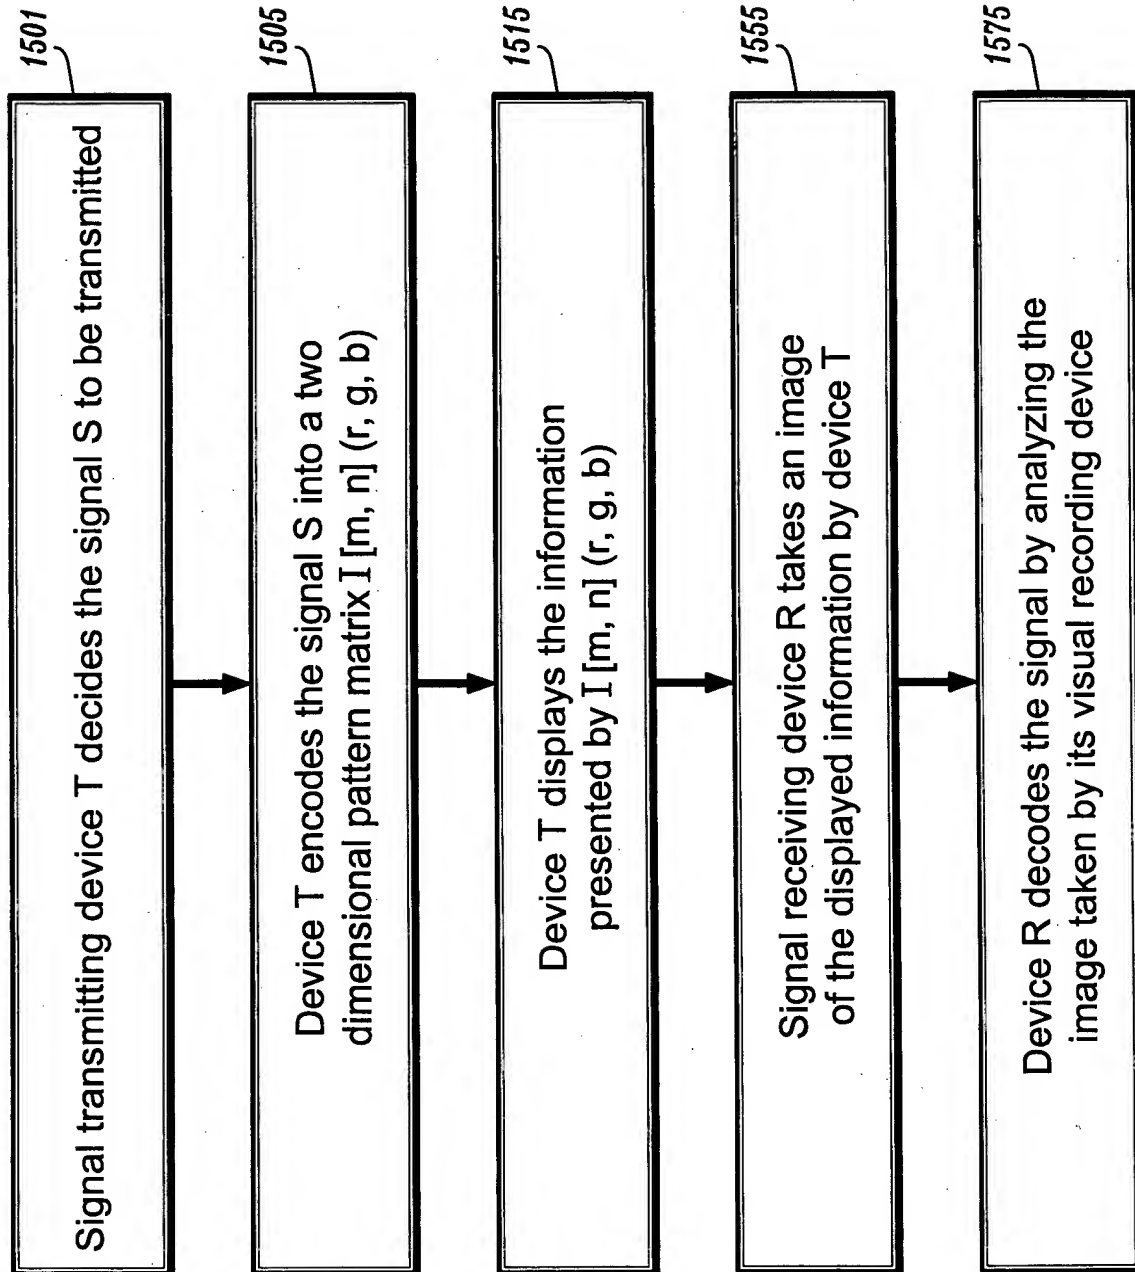 1501
Signal transmitting device T decides the signal S to be transmitted
1505
Device T encodes the signal S into a two
dimensional pattern matrix I [m, n] (r, g, b)
1515
Device T displays the information
presented by I [m, n] (r, g, b)
1555
Signal receiving device R takes an image
of the displayed information by device T
1575
Device R decodes the signal by analyzing the
image taken by its visual recording device